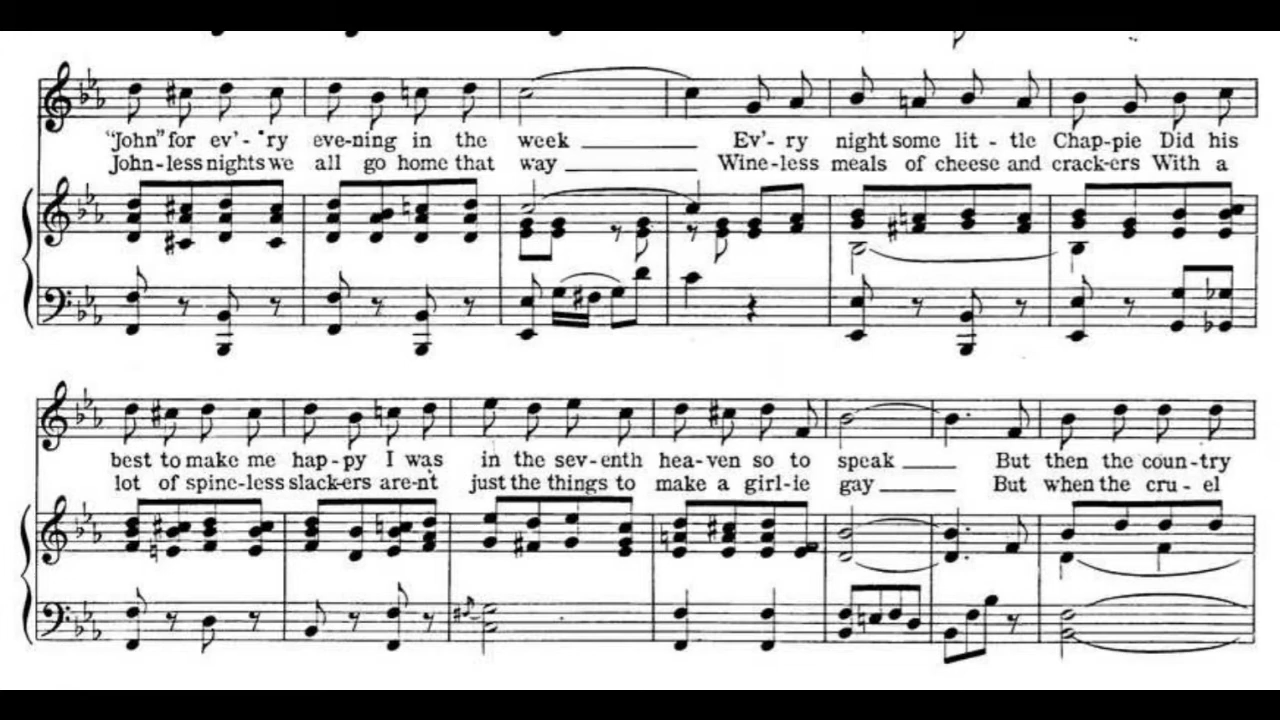 "John" for ev'-'ry eve-ning in the week Ev'- ry night some lit - tle Chap-pie Did his
John-less nights we all go home that way Wine-less meals of cheese and crack-ers With a
best to make me hap-py I was in the sev-enth hea-ven so to speak But then the coun-try
lot of spine-less slack-ers are-n't just the things to make a girl-ie gay But when the cru - el